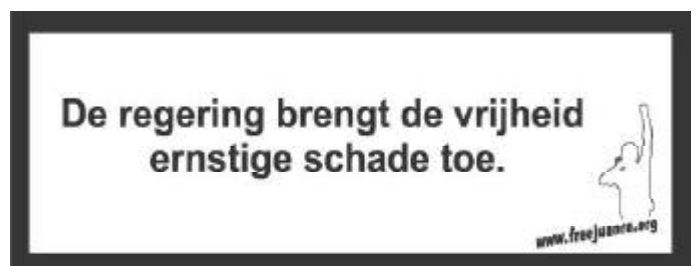 De regering brengt de vrijheid
ernstige schade toe.
www.freejuanra.org